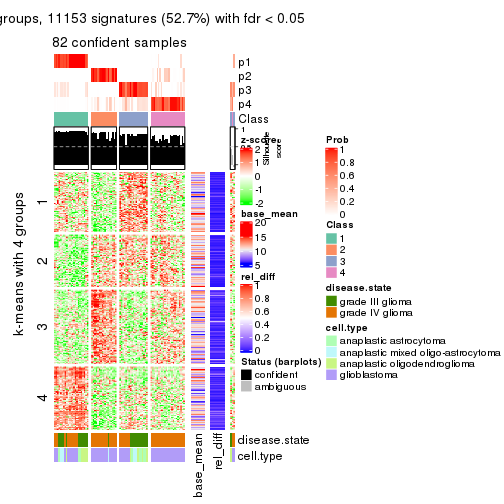 groups, 11153 signatures (52.7%) with fdr < 0.05
82 confident samples
p1
p2
p3
p4
Class
1
0.5
0
Silhouette
score
k-means with 4 groups
1
2
3
4
base_mean
rel_diff
disease.state
cell.type
z-score
2
1
0
-1
-2
base_mean
20
15
10
5
rel_diff
1
0.8
0.6
0.4
0.2
0
Status (barplots)
confident
ambiguous
Prob
1
0.8
0.6
0.4
0.2
0
Class
1
2
3
4
disease.state
grade III glioma
grade IV glioma
cell.type
anaplastic astrocytoma
anaplastic mixed oligo-astrocytoma
anaplastic oligodendroglioma
glioblastoma